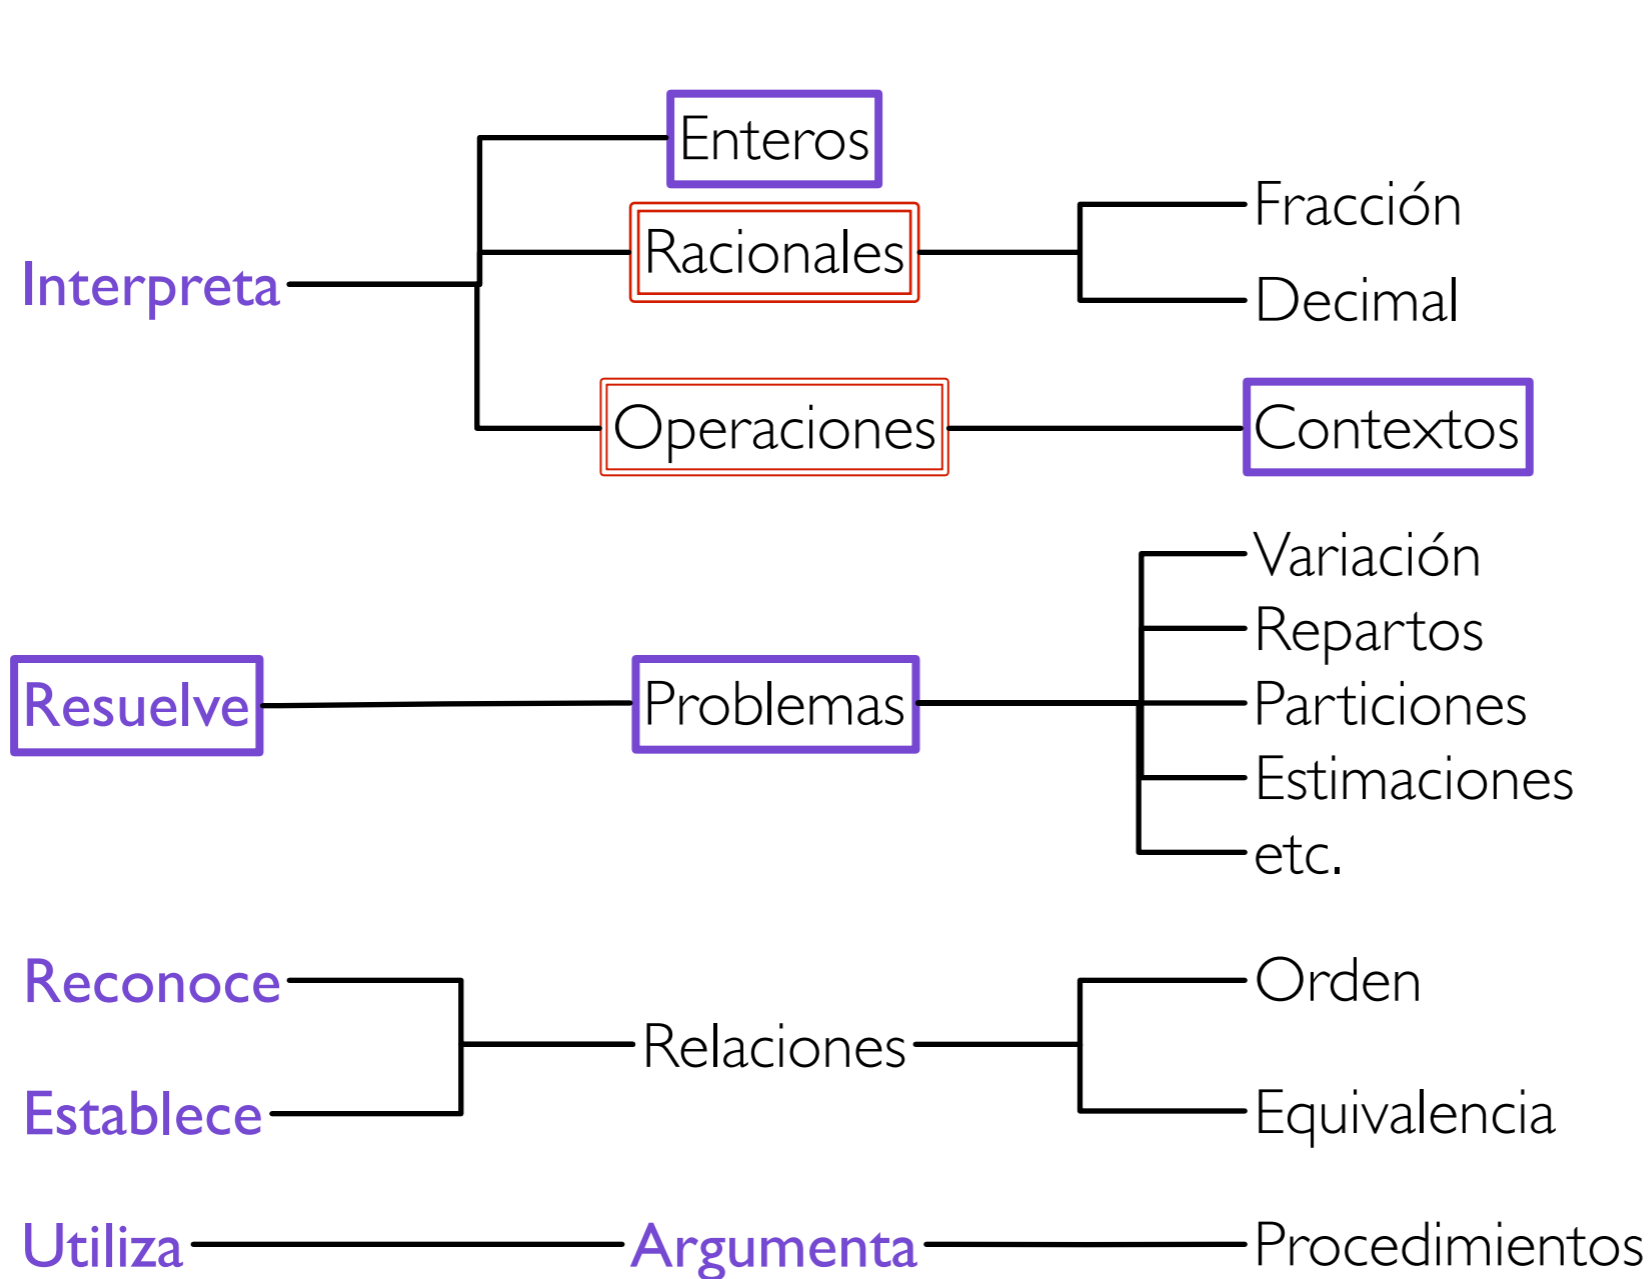 Enteros
Fracción
Racionales
Interpreta
Decimal
Operaciones
Contextos
Variación
Repartos
Resuelve
Problemas
Particiones
Estimaciones
etc.
Reconoce
Orden
Relaciones
Establece
Equivalencia
Utiliza
Argumenta
Procedimientos